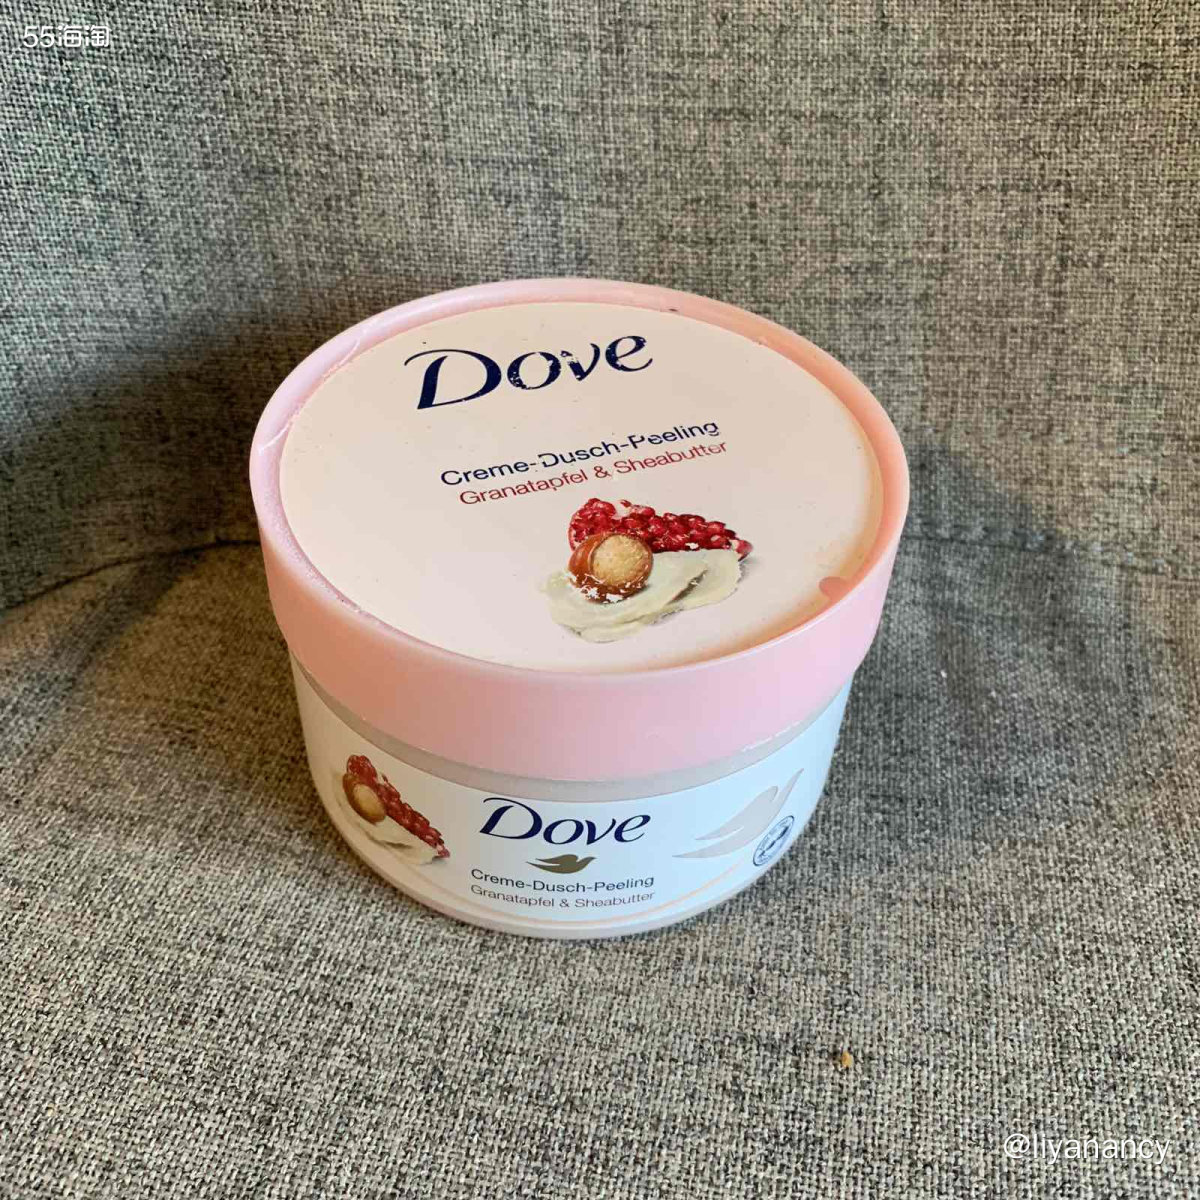 55海淘
Dove
Creme-Dusch-Peeling
Granatapfel & Sheabutter
Dove
Creme-Dusch-Peeling
Granatapfel & Sheabutter
@liyanancy